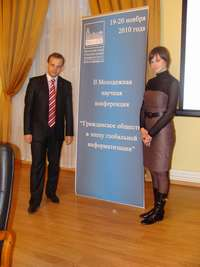 19-20 ноября
2010 года
II Молодежная
научная
конференция
"Гражданское общество
в эпоху глобальной
информатизации"